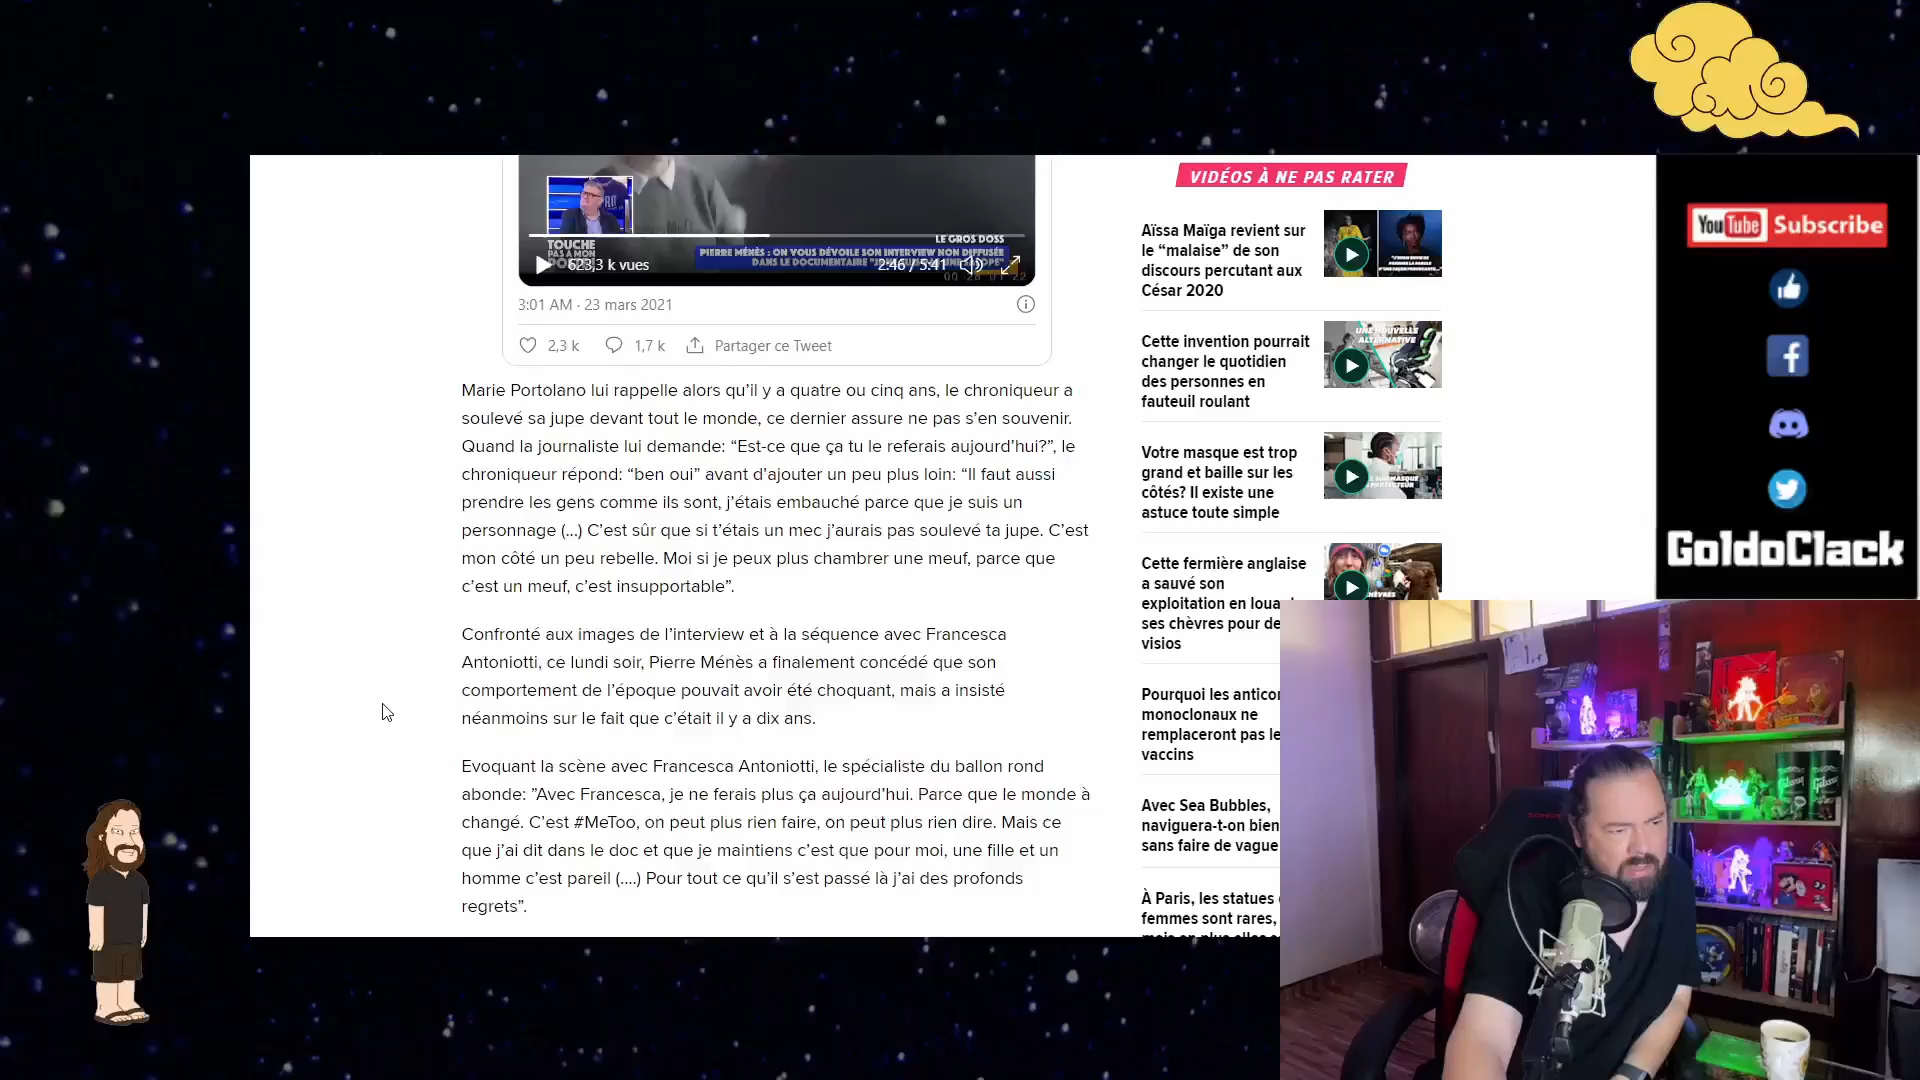 TOUCHE
PAS À MON
623,3 k vues
LE GROS DOSS
PIERRE MÉNÈS : ON VOUS DÉVOILE SON INTERVIEW NON DIFFUSÉE
2:46 / 5:41
3:01 AM · 23 mars 2021
2,3 k
1,7 k
Partager ce Tweet
Marie Portolano lui rappelle alors qu’il y a quatre ou cinq ans, le chroniqueur a
soulevé sa jupe devant tout le monde, ce dernier assure ne pas s’en souvenir.
Quand la journaliste lui demande: “Est-ce que ça tu le referais aujourd’hui?”, le
chroniqueur répond: “ben oui” avant d’ajouter un peu plus loin: “Il faut aussi
prendre les gens comme ils sont, j’étais embauché parce que je suis un
personnage (...) C’est sûr que si t’étais un mec j’aurais pas soulevé ta jupe. C’est
mon côté un peu rebelle. Moi si je peux plus chambrer une meuf, parce que
c’est un meuf, c’est insupportable”.
Confronté aux images de l’interview et à la séquence avec Francesca
Antoniotti, ce lundi soir, Pierre Ménès a finalement concédé que son
comportement de l’époque pouvait avoir été choquant, mais a insisté
néanmoins sur le fait que c’était il y a dix ans.
Evoquant la scène avec Francesca Antoniotti, le spécialiste du ballon rond
abonde: ”Avec Francesca, je ne ferais plus ça aujourd’hui. Parce que le monde à
changé. C’est #MeToo, on peut plus rien faire, on peut plus rien dire. Mais ce
que j’ai dit dans le doc et que je maintiens c’est que pour moi, une fille et un
homme c’est pareil (....) Pour tout ce qu’il s’est passé là j’ai des profonds
regrets”.
VIDÉOS À NE PAS RATER
Aïssa Maïga revient sur
le “malaise” de son
discours percutant aux
César 2020
Cette invention pourrait
changer le quotidien
des personnes en
fauteuil roulant
UNE NOUVELLE
ALTERNATIVE
Votre masque est trop
grand et baille sur les
côtés? Il existe une
astuce toute simple
Cette fermière anglaise
a sauvé son
exploitation en loua
ses chèvres pour de
visios
Pourquoi les antico
monoclonaux ne
remplaceront pas le
vaccins
Avec Sea Bubbles,
naviguera-t-on bien
sans faire de vague
À Paris, les statues
femmes sont rares,
YouTube Subscribe
GoldoClack